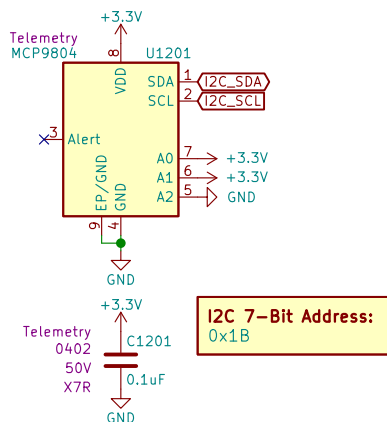 +3.3V
Telemetry
MCP9804
U1201
8
VDD
SDA 1 I2C_SDA
SCL 2 I2C_SCL
3 Alert
A0 7 +3.3V
A1 6 +3.3V
A2 5 GND
EP/GND
GND
9
4
GND
+3.3V
Telemetry
0402
50V
X7R
C1201
0.1uF
GND
I2C 7-Bit Address:
0x1B